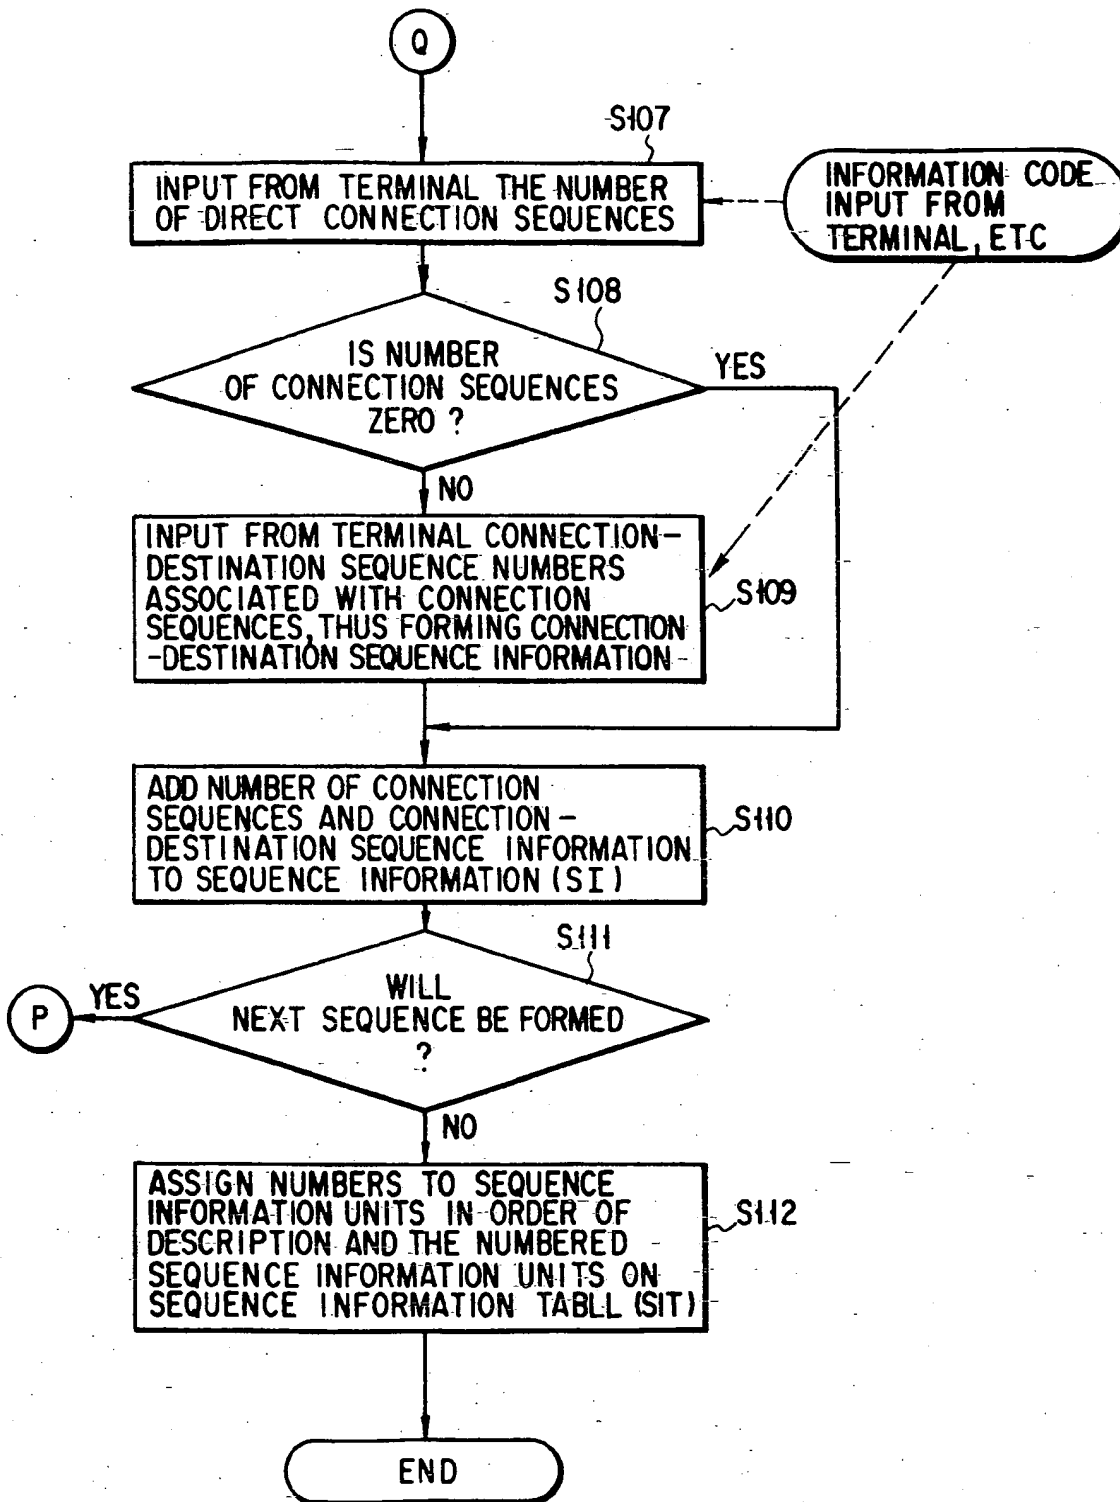 Q
S107
INPUT FROM TERMINAL THE NUMBER
OF DIRECT CONNECTION SEQUENCES
INFORMATION CODE
INPUT FROM
TERMINAL, ETC
S108
IS NUMBER
OF CONNECTION SEQUENCES
ZERO ?
YES
NO
INPUT FROM TERMINAL CONNECTION-
DESTINATION SEQUENCE NUMBERS
ASSOCIATED WITH CONNECTION
SEQUENCES, THUS FORMING CONNECTION
-DESTINATION SEQUENCE INFORMATION
S109
ADD NUMBER OF CONNECTION
SEQUENCES AND CONNECTION-
DESTINATION SEQUENCE INFORMATION
TO SEQUENCE INFORMATION (SI)
S110
S111
WILL
NEXT SEQUENCE BE FORMED
?
YES
P
NO
ASSIGN NUMBERS TO SEQUENCE
INFORMATION UNITS IN ORDER OF
DESCRIPTION AND THE NUMBERED
SEQUENCE INFORMATION UNITS ON
SEQUENCE INFORMATION TABLL (SIT)
S112
END